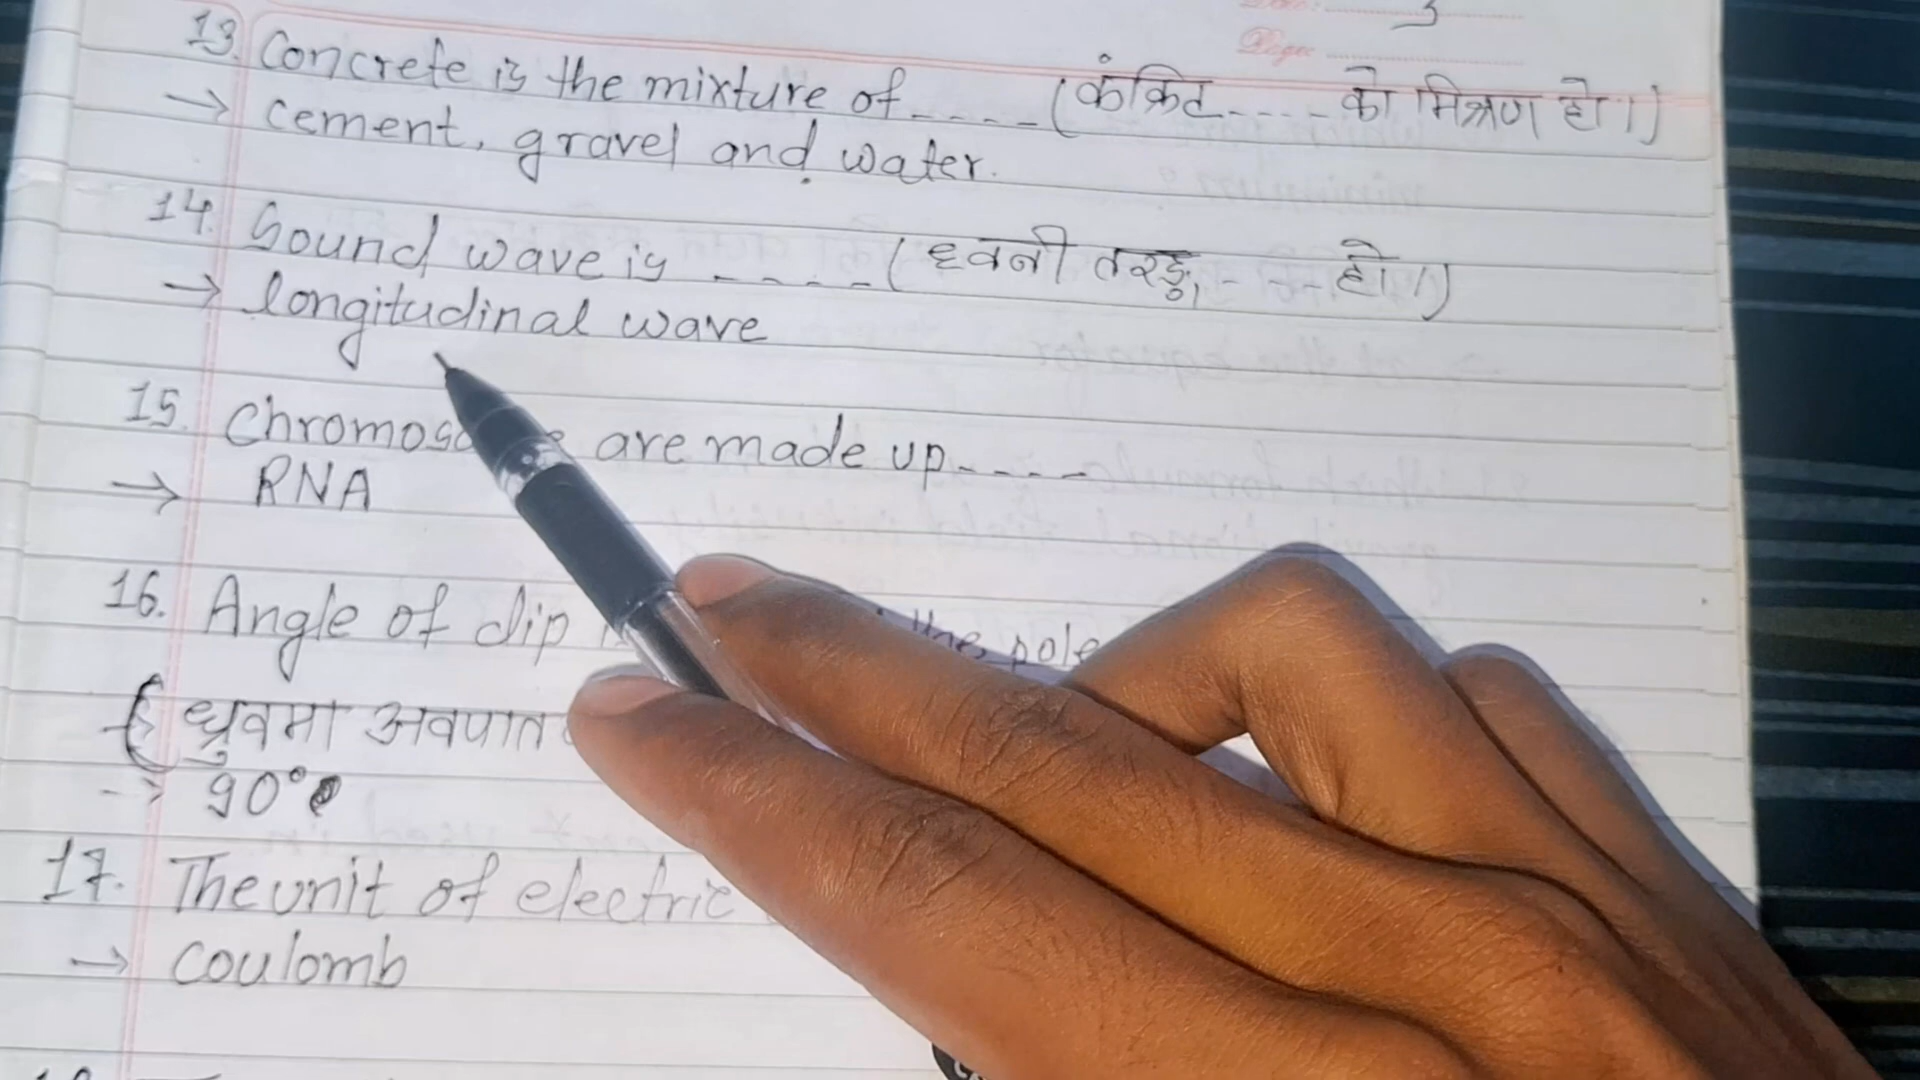 13. Concrete is the mixture of ---- (कंक्रिट ---- को मिश्रण हो।)
→ cement, gravel and water.
14. Sound wave is ---- (ध्वनी तरङ्ग --- हो।)
→ longitudinal wave
15. Chromoso are made up----
→ RNA
16. Angle of dip the pole
(ध्रुवमा अवपात
→ 90°
17. The unit of electric
→ coulomb